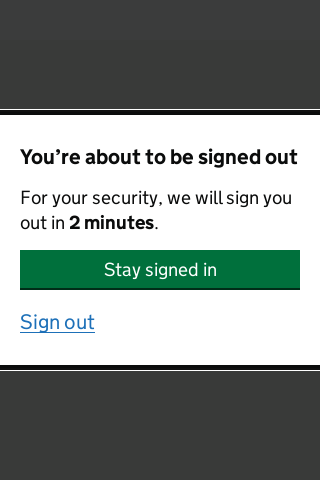 You’re about to be signed out
For your security, we will sign you
out in 2 minutes.
Stay signed in
Sign out